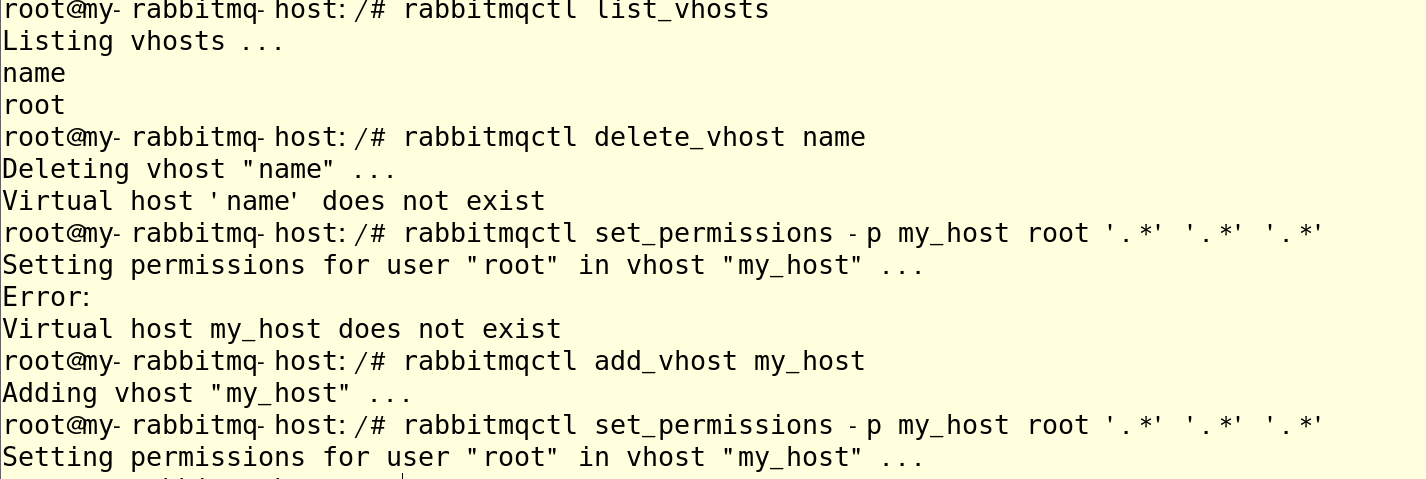 root@my-rabbitmq-host:/# rabbitmqctl list_vhosts
Listing vhosts ...
name
root
root@my-rabbitmq-host:/# rabbitmqctl delete_vhost name
Deleting vhost "name" ...
Virtual host 'name' does not exist
root@my-rabbitmq-host:/# rabbitmqctl set_permissions -p my_host root '.*' '.*' '.*'
Setting permissions for user "root" in vhost "my_host" ...
Error:
Virtual host my_host does not exist
root@my-rabbitmq-host:/# rabbitmqctl add_vhost my_host
Adding vhost "my_host" ...
root@my-rabbitmq-host:/# rabbitmqctl set_permissions -p my_host root '.*' '.*' '.*'
Setting permissions for user "root" in vhost "my_host" ...